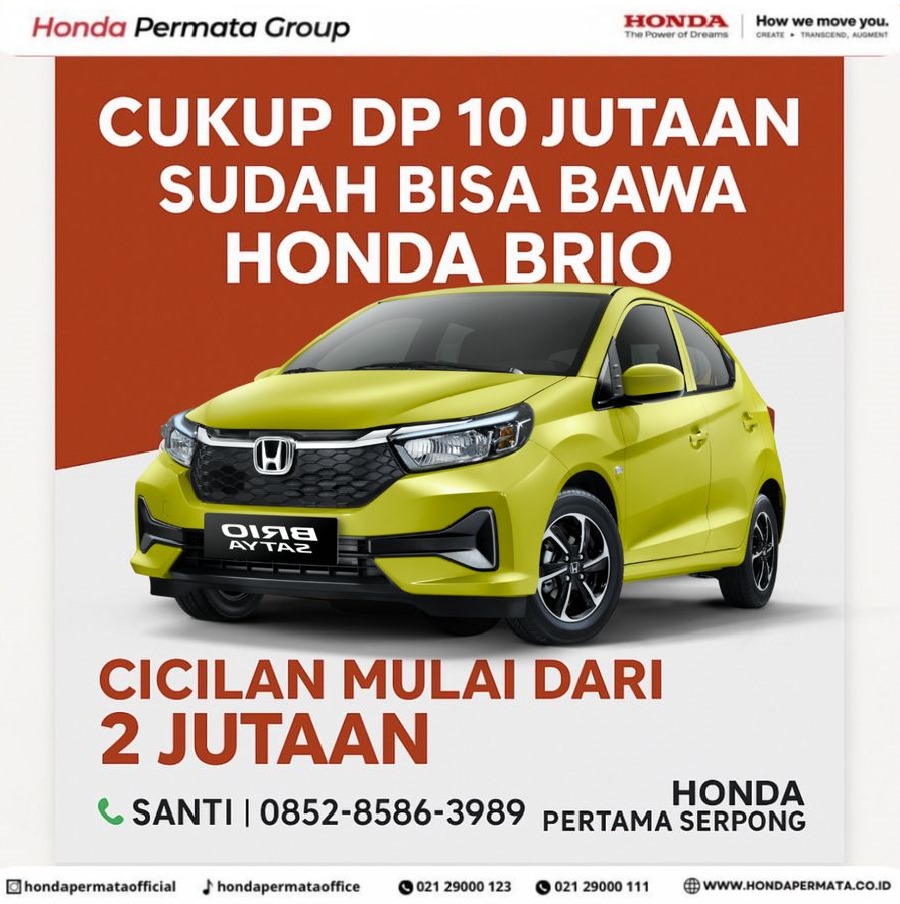 Honda Permata Group
HONDA
The Power of Dreams
How we move you.
CREATE ▸ TRANSCEND, AUGMENT
CUKUP DP 10 JUTAAN
SUDAH BISA BAWA
HONDA BRIO
BRIO
SATYA
CICILAN MULAI DARI
2 JUTAAN
SANTI | 0852-8586-3989
HONDA
PERTAMA SERPONG
hondapermataofficial
hondapermataoffice
021 29000 123
021 29000 111
WWW.HONDAPERMATA.CO.ID